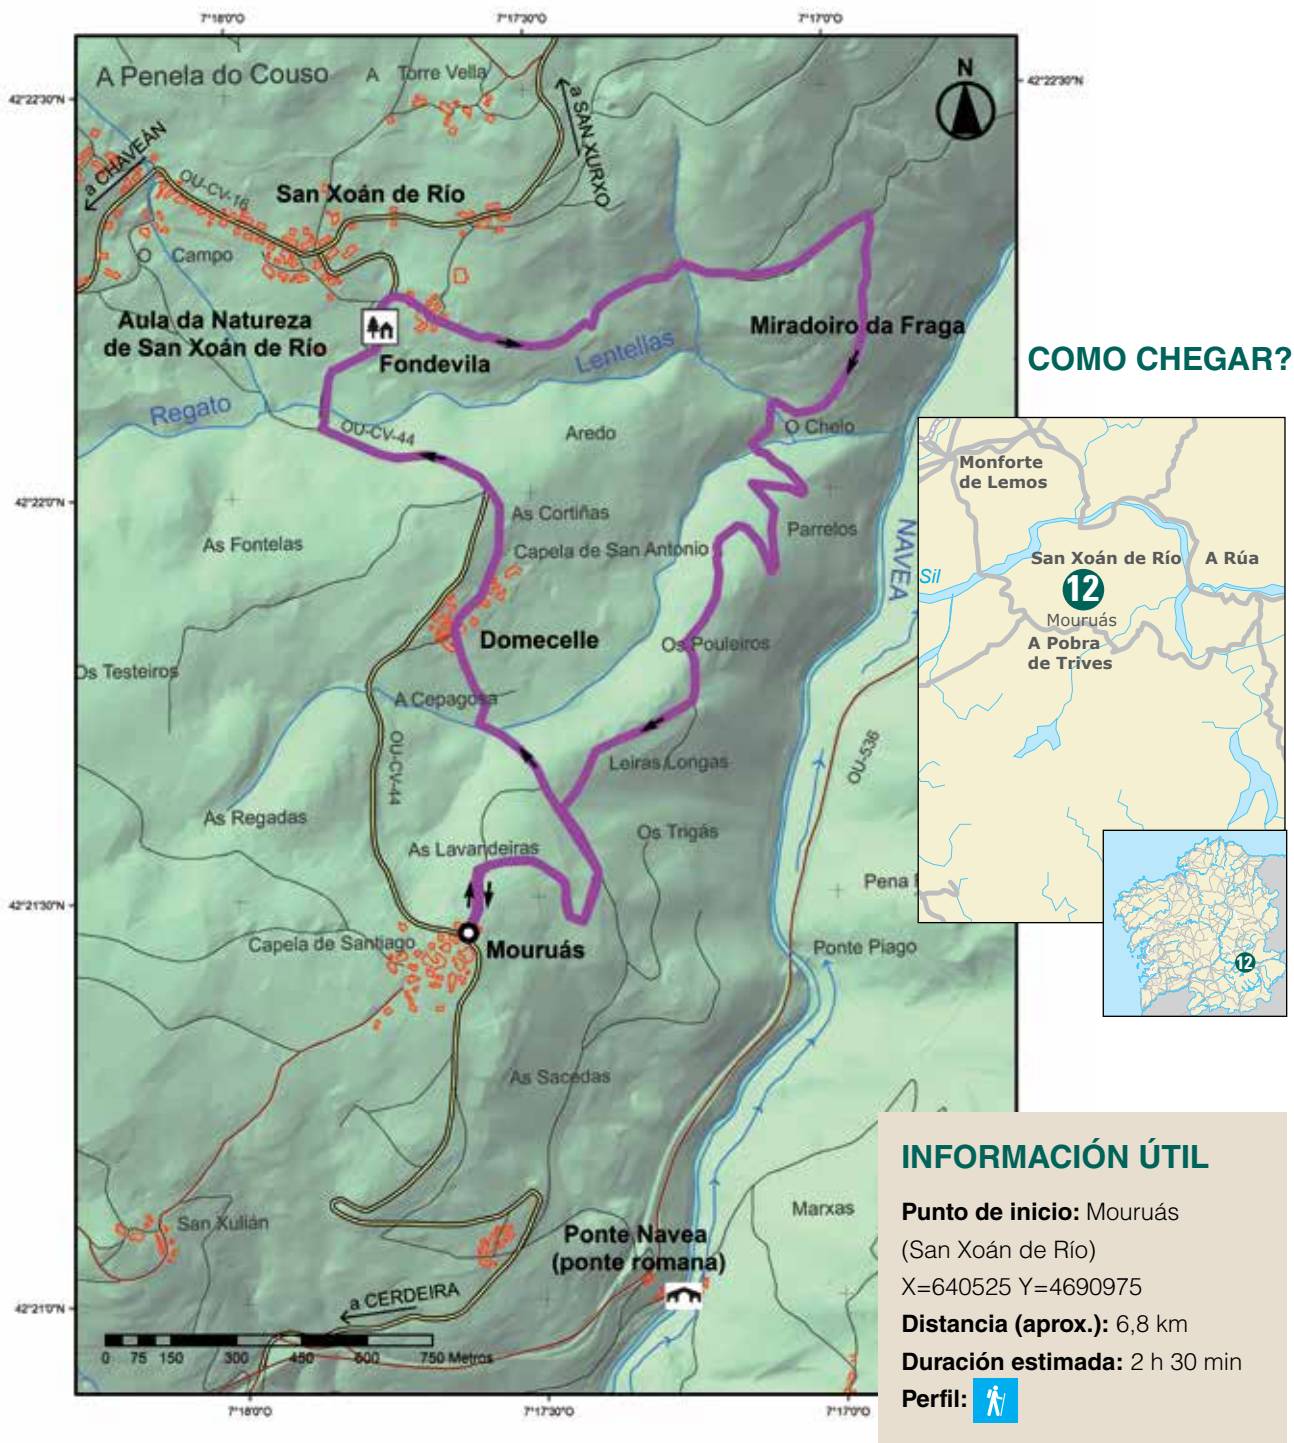 7°18'0"O
7°17'30"O
7°17'0"O
42°22'30"N
42°22'30"N
A Penela do Couso
A Torre Vella
N
a SAN XURXO
a CHAVEÁN
OU-CV-16
San Xoán de Río
O Campo
Aula da Natureza
de San Xoán de Río
Miradoiro da Fraga
Fondevila
Lentellas
Regato
OU-CV-44
Aredo
O Chelo
42°22'0"N
As Cortiñas
Parrelos
As Fontelas
Capela de San Antonio
NAVEA
Domecelle
Os Pouleiros
Os Testeiros
A Cepagosa
OU-CV-44
OU-536
Leiras Longas
As Regadas
Os Trigás
As Lavandeiras
Pena
42°21'30"N
Capela de Santiago
Mouruás
Ponte Piago
As Sacedas
San Xulián
Marxas
Ponte Navea
(ponte romana)
a CERDEIRA
42°21'0"N
0 75 150 300 450 600 750 Metros
7°18'0"O
7°17'30"O
7°17'0"O
COMO CHEGAR?
Monforte
de Lemos
San Xoán de Río
A Rúa
Sil
12
Mouruás
A Pobra
de Trives
12
INFORMACIÓN ÚTIL
Punto de inicio: Mouruás
(San Xoán de Río)
X=640525 Y=4690975
Distancia (aprox.): 6,8 km
Duración estimada: 2 h 30 min
Perfil: